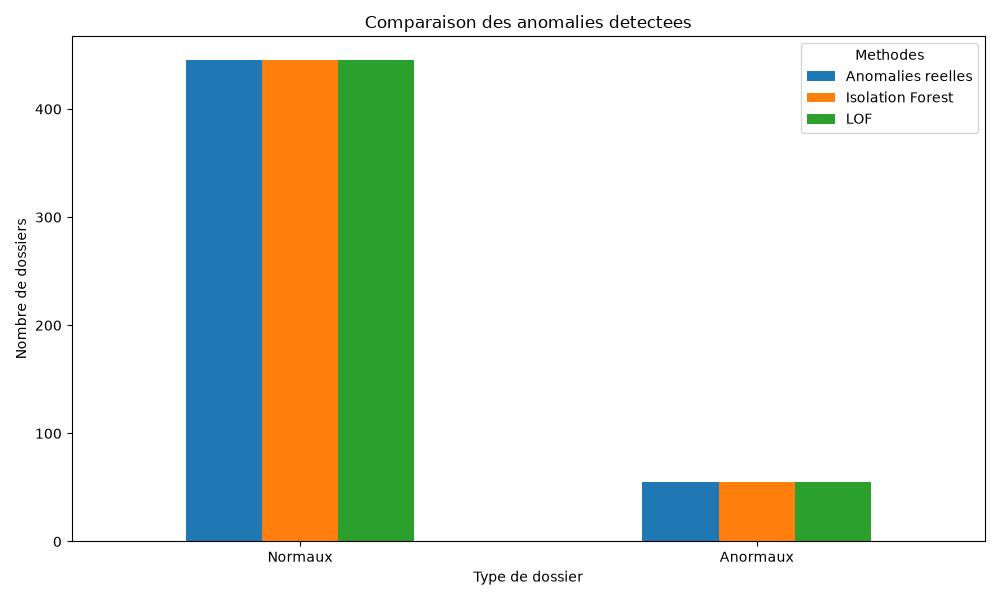 Comparaison des anomalies detectees
Methodes
Anomalies reelles
Isolation Forest
LOF
Nombre de dossiers
400
300
200
100
0
Normaux
Anormaux
Type de dossier